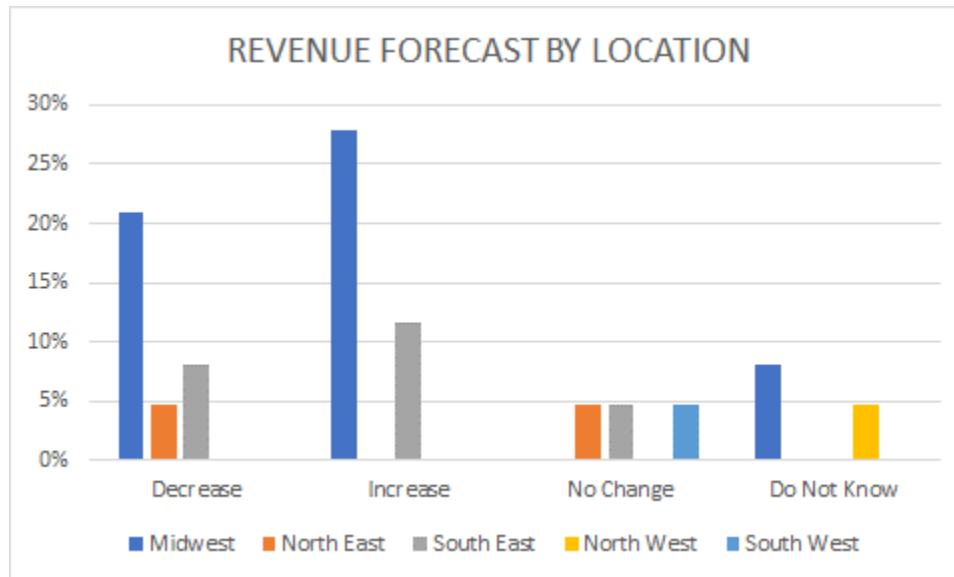 REVENUE FORECAST BY LOCATION
30%
25%
20%
15%
10%
5%
0%
Decrease Increase No Change Do Not Know
Midwest North East South East North West South West